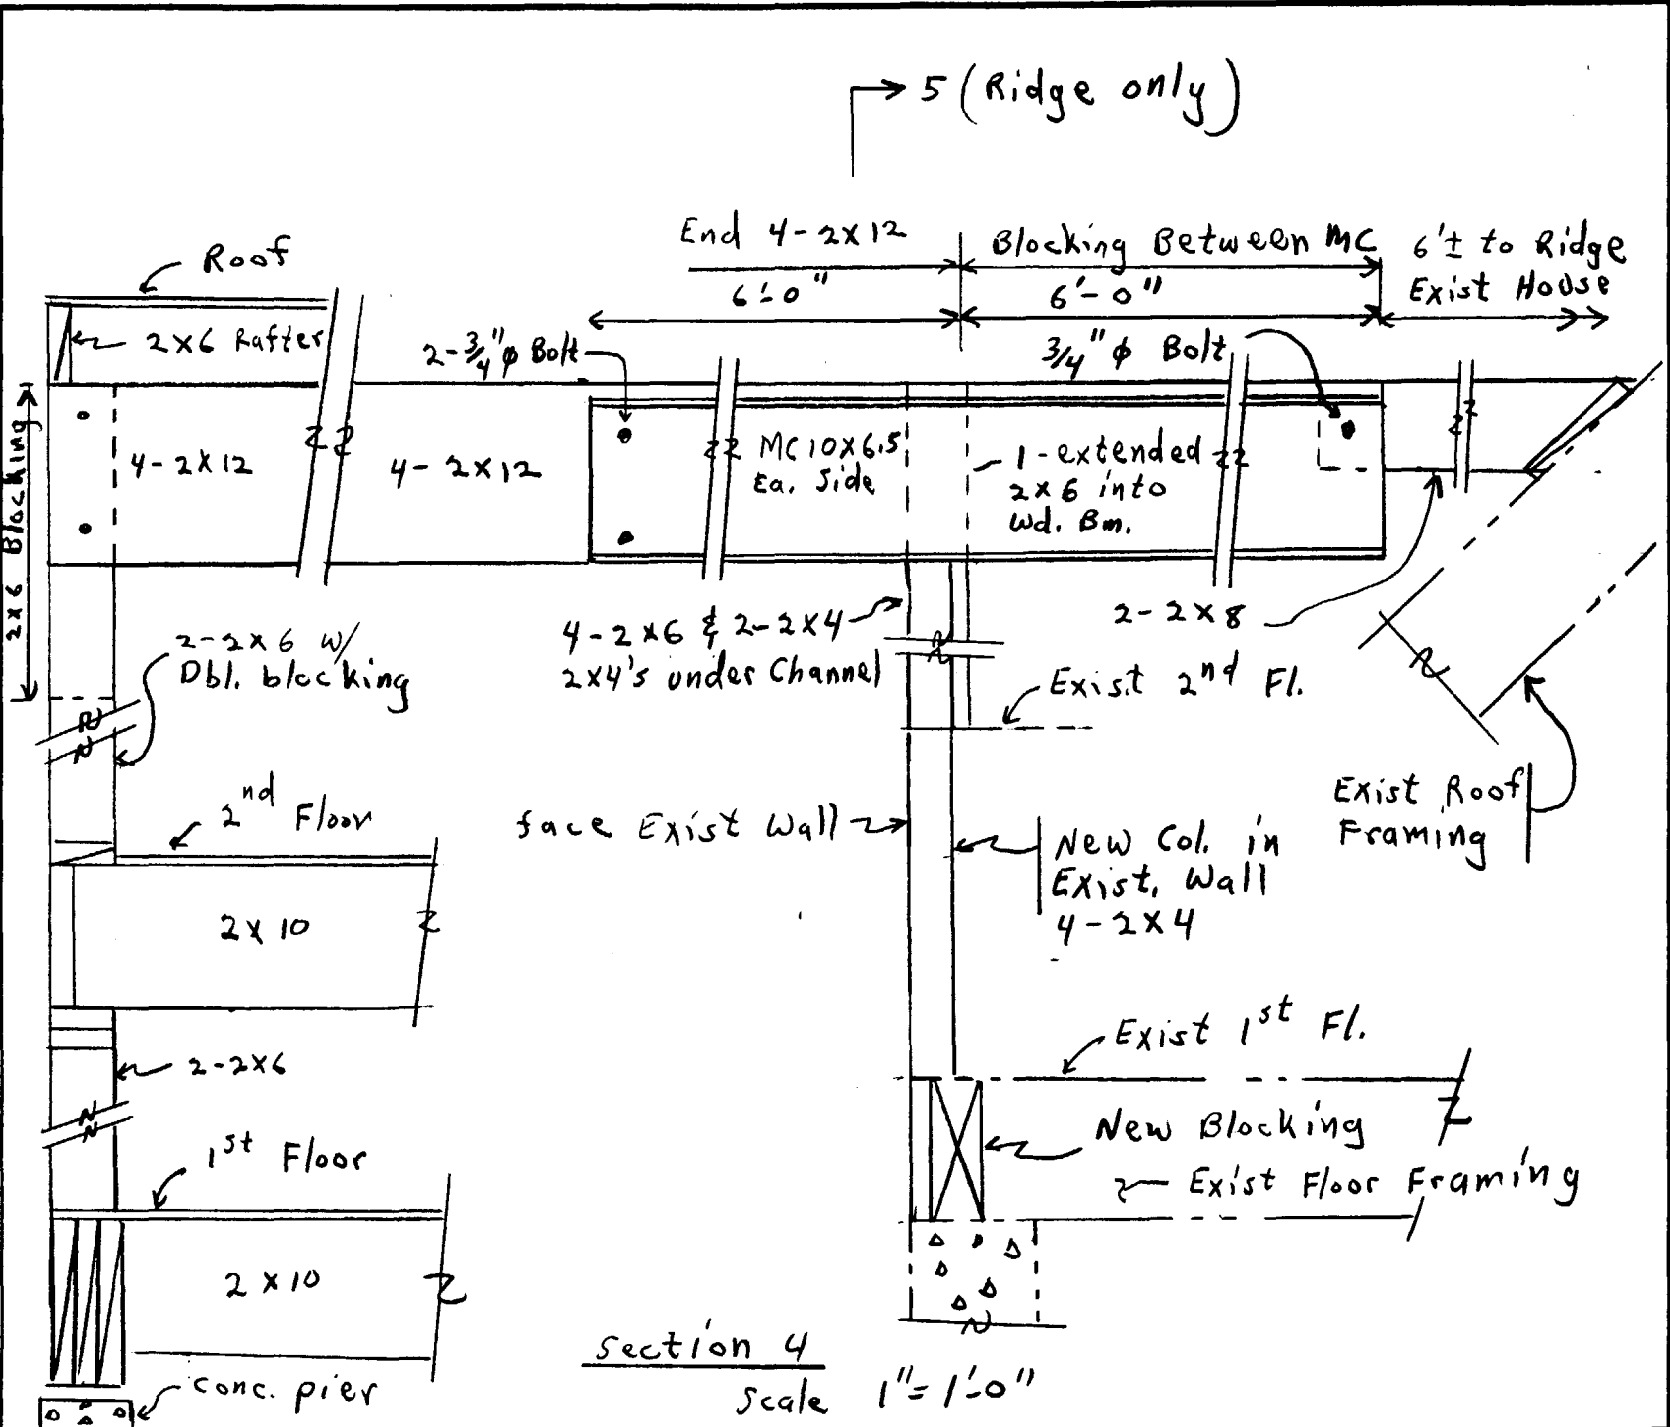 5 (Ridge only)
End 4-2x12
Blocking Between MC
6'± to Ridge
Exist House
6'-0"
6'-0"
Roof
2x6 Rafter
2-3/4"ϕ Bolt
3/4"ϕ Bolt
2x6 Blocking
4-2x12
4-2x12
MC10x6.5
Ea. Side
1-extended
2x6 into
Wd. Bm.
2-2x8
2-2x6 w/
Dbl. blocking
4-2x6 & 2-2x4
2x4's under Channel
Exist 2nd Fl.
2nd Floor
face Exist Wall
New Col. in
Exist. Wall
4-2x4
Exist Roof
Framing
2x10
2-2x6
Exist 1st Fl.
1st Floor
New Blocking
Exist Floor Framing
2x10
conc. pier
Section 4
Scale 1"=1'-0"